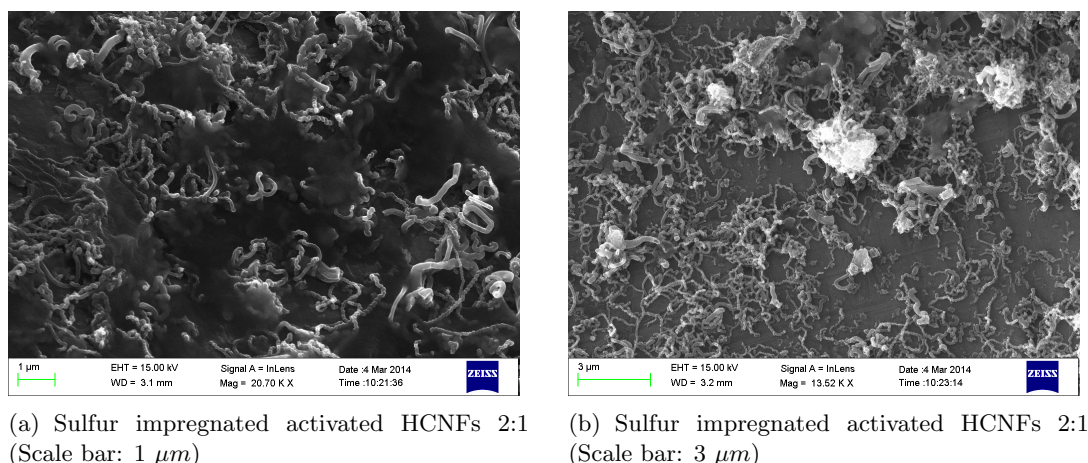 1 µm
EHT = 15.00 kV
Signal A = InLens
Date :4 Mar 2014
WD = 3.1 mm
Mag = 20.70 K X
Time :10:21:36
ZEISS
3 µm
EHT = 15.00 kV
Signal A = InLens
Date :4 Mar 2014
WD = 3.2 mm
Mag = 13.52 K X
Time :10:23:14
ZEISS
(a) Sulfur impregnated activated HCNFs 2:1
(Scale bar: 1 µm)
(b) Sulfur impregnated activated HCNFs 2:1
(Scale bar: 3 µm)